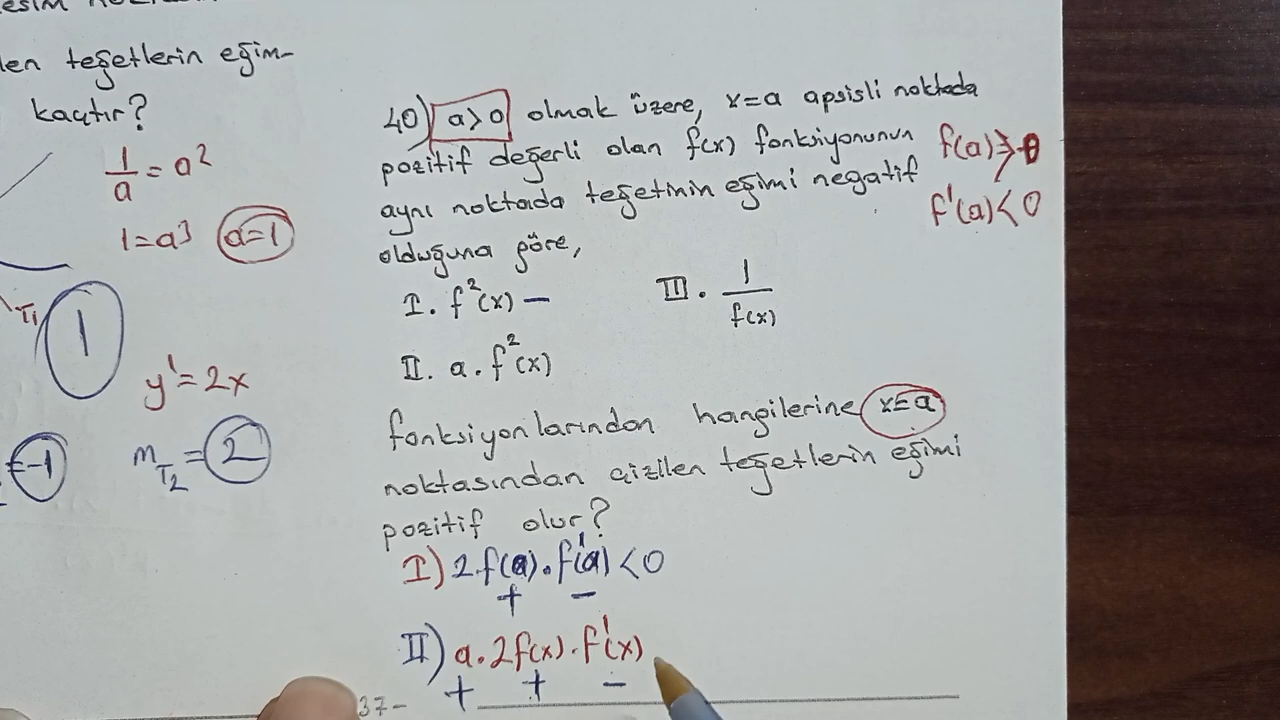 len teğetlerin eğim-
kaçtır?
1/a = a²
1=a³ a=1
T₁
1
y'=2x
m_T₂ = 2
=-1
40) a>0 olmak üzere, x=a apsisli noktada
pozitif değerli olan f(x) fonksiyonunun f(a)>0
aynı noktada teğetinin eğimi negatif f'(a)<0
olduğuna göre,
I. f²(x) –
II. a.f²(x)
III. 1/f(x)
fonksiyonlarından hangilerine x=a
noktasından çizilen teğetlerin eğimi
pozitif olur?
I) 2.f(a).f'(a)<0
+ –
II) a.2f(x).f'(x)
+ + –
37-